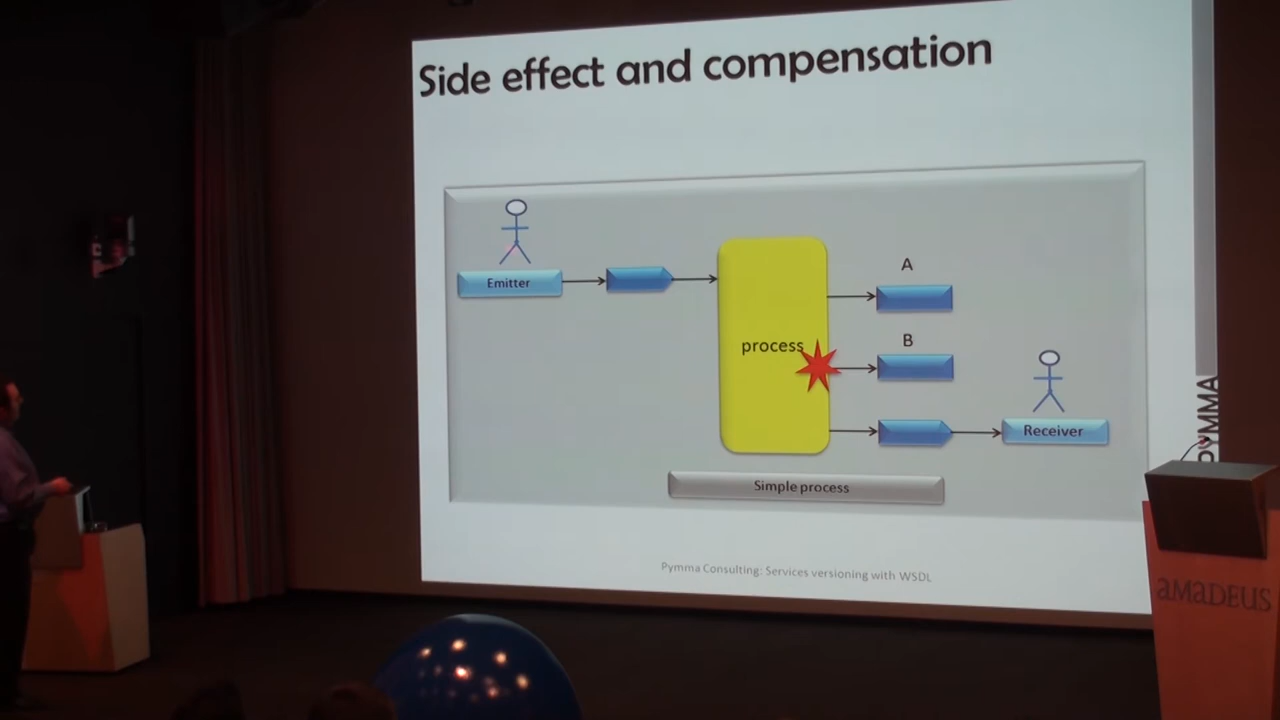 Side effect and compensation
Emitter
A
process
B
Receiver
Simple process
Pymma Consulting: Services versioning with WSDL
PYMMA
amaDEUS